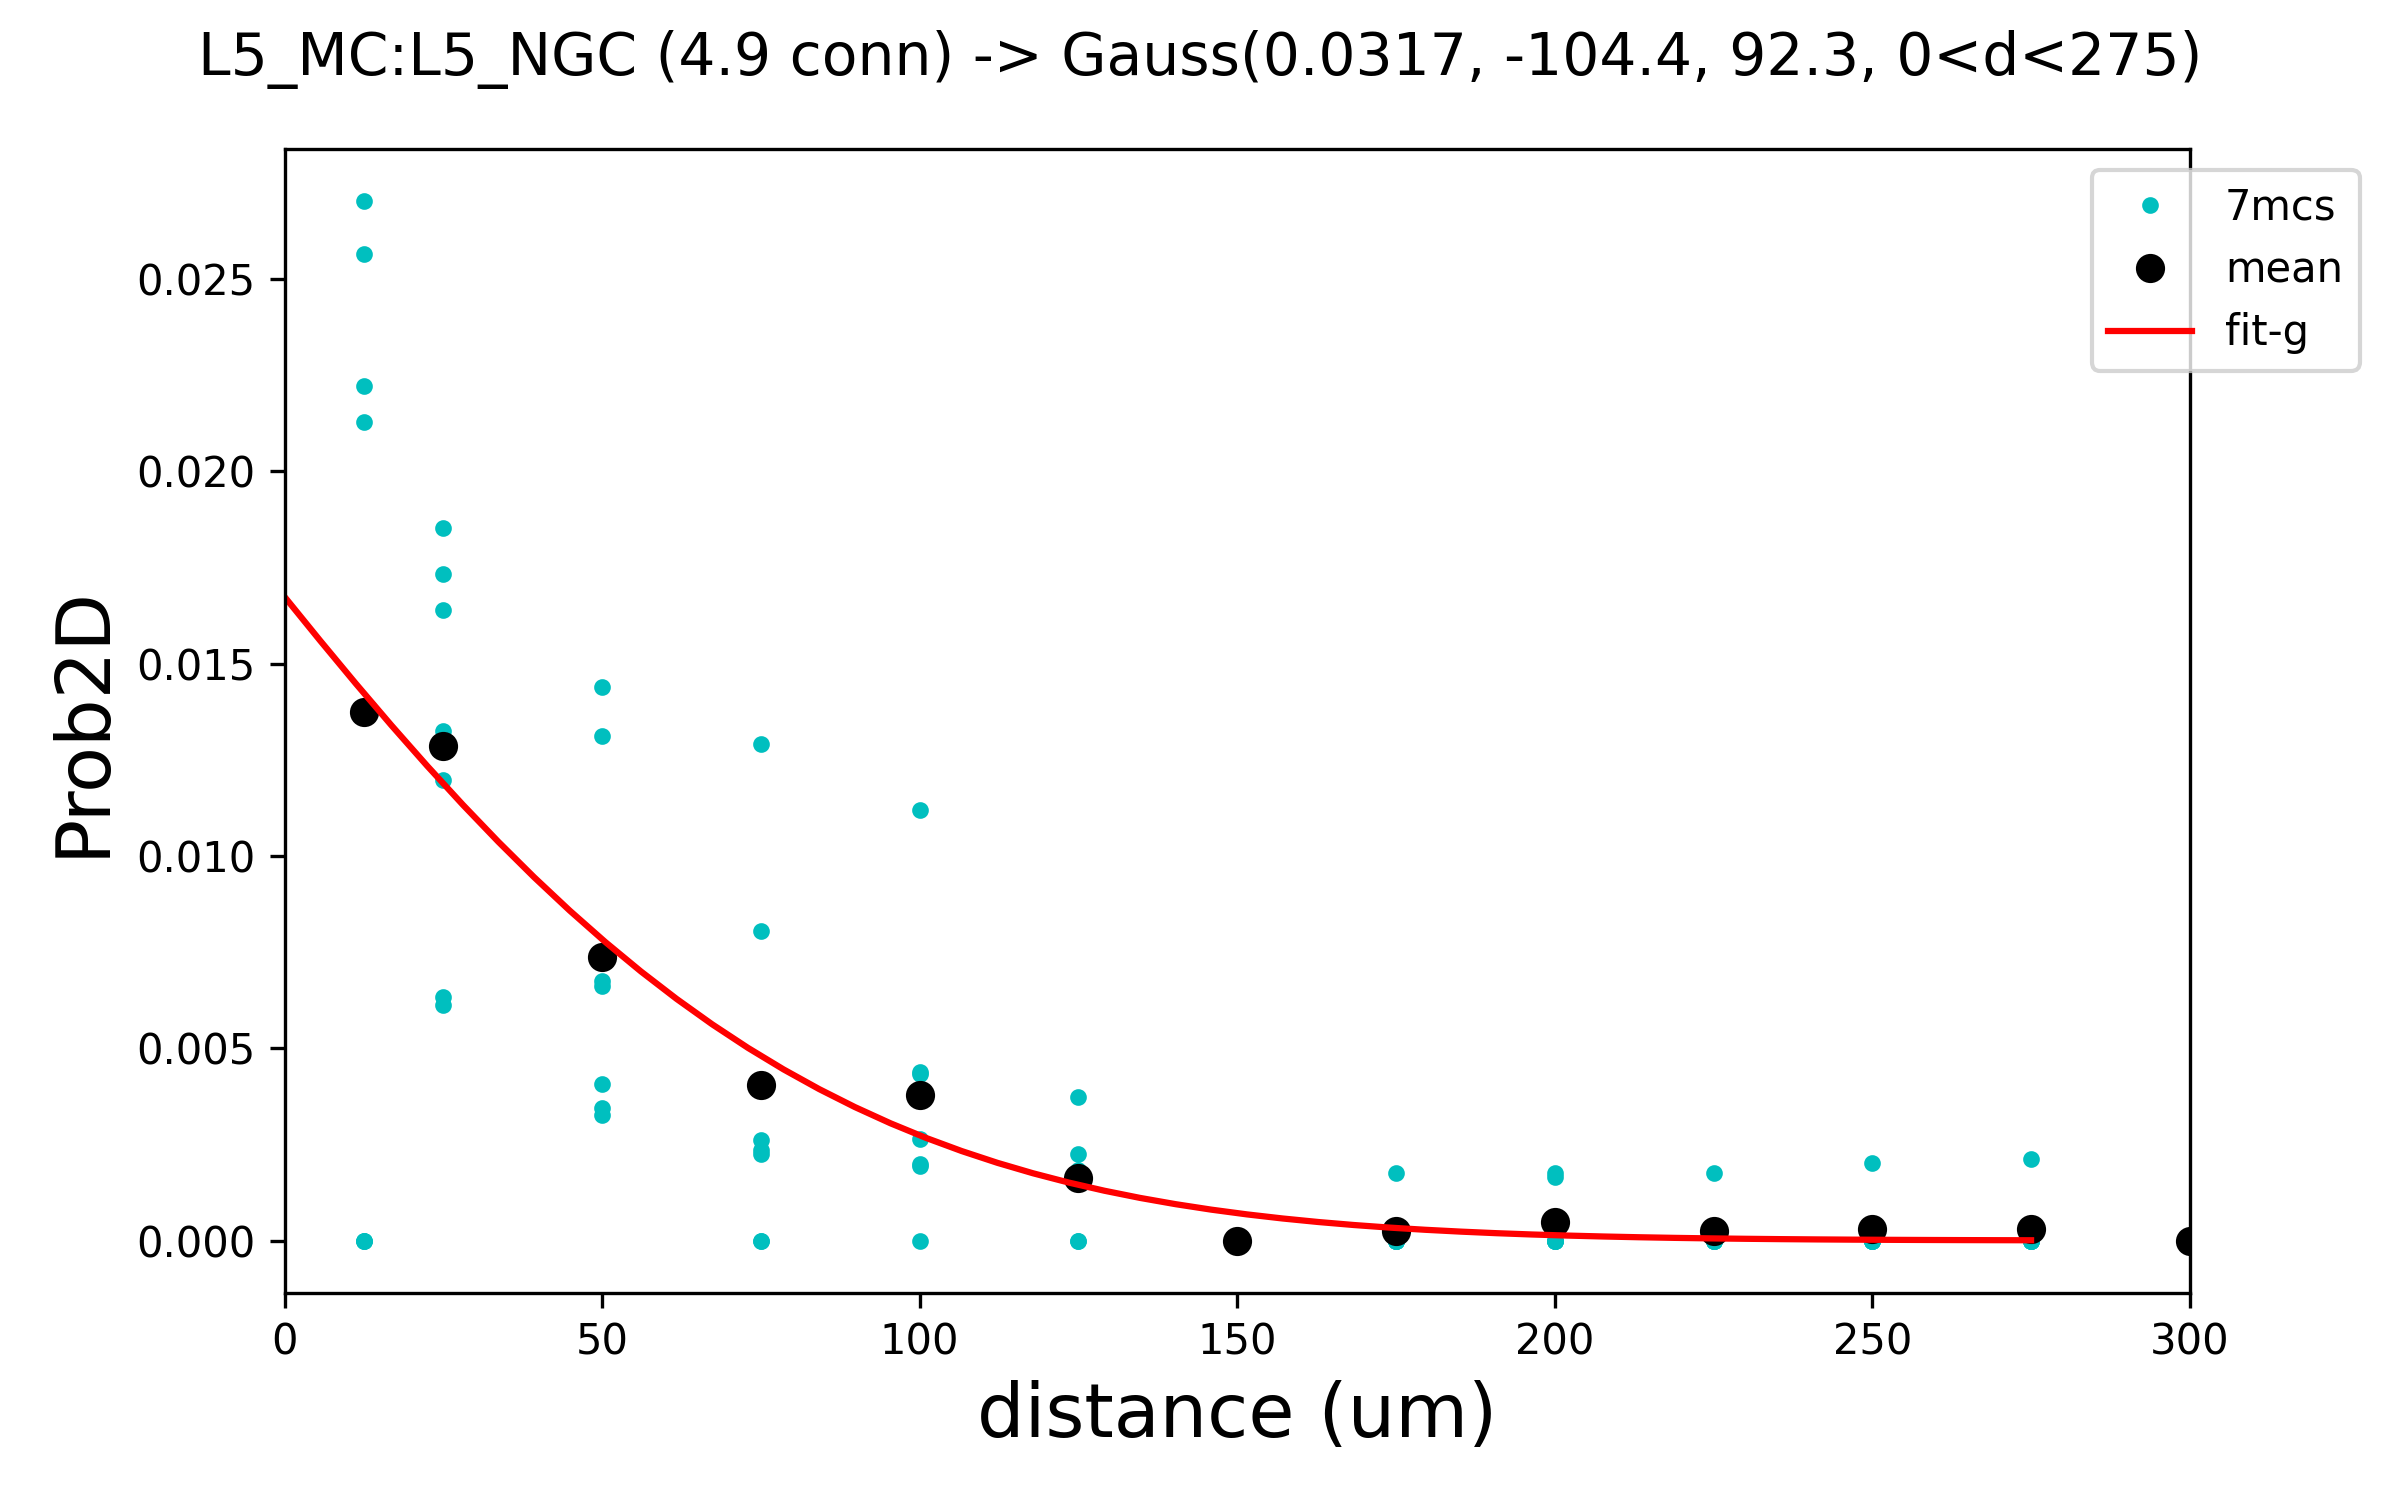 L5_MC:L5_NGC (4.9 conn) -> Gauss(0.0317, -104.4, 92.3, 0<d<275)
7mcs
mean
fit-g
Prob2D
0.025
0.020
0.015
0.010
0.005
0.000
0 50 100 150 200 250 300
distance (um)